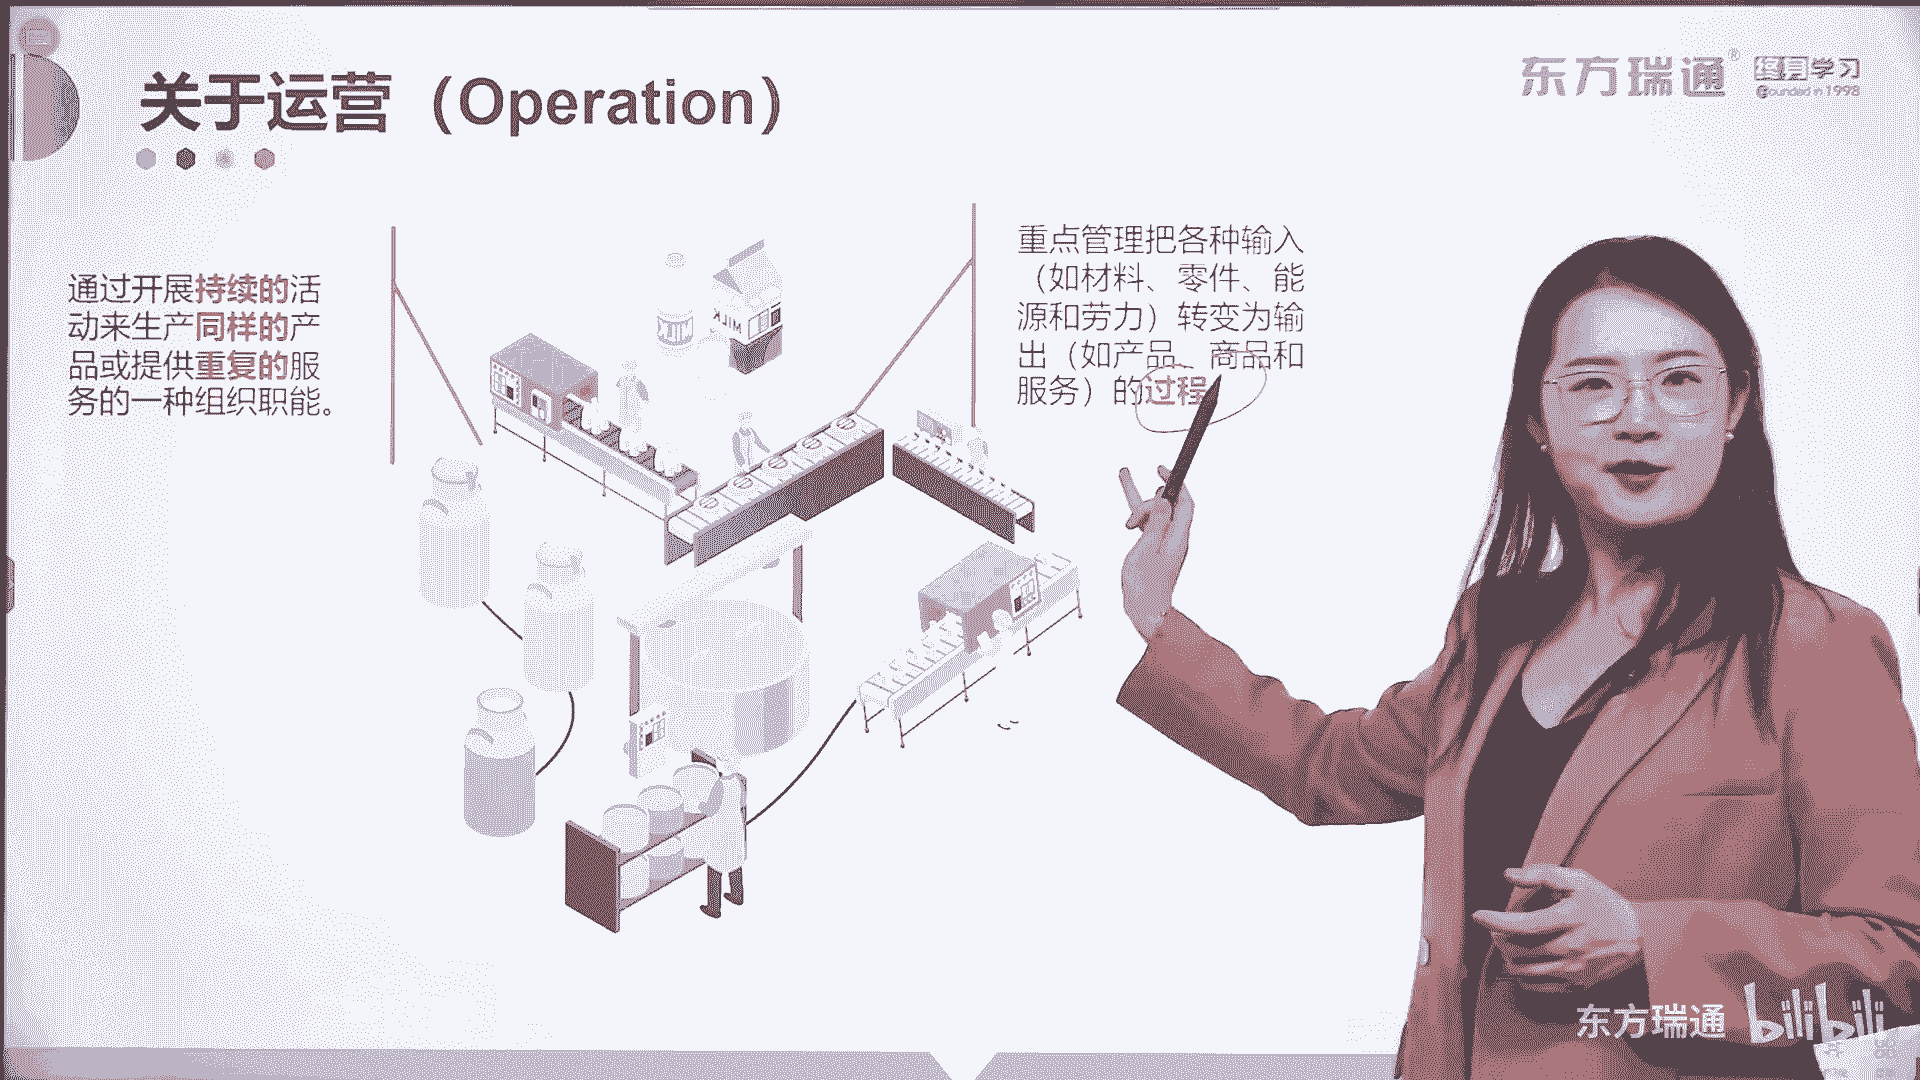 关于运营（Operation）
东方瑞通®
终身学习
Founded in 1998
通过开展持续的活
动来生产同样的产
品或提供重复的服
务的一种组织职能。
重点管理把各种输入
（如材料、零件、能
源和劳力）转变为输
出（如产品、商品和
服务）的过程
MILK
MILK
东方瑞通
bilibili